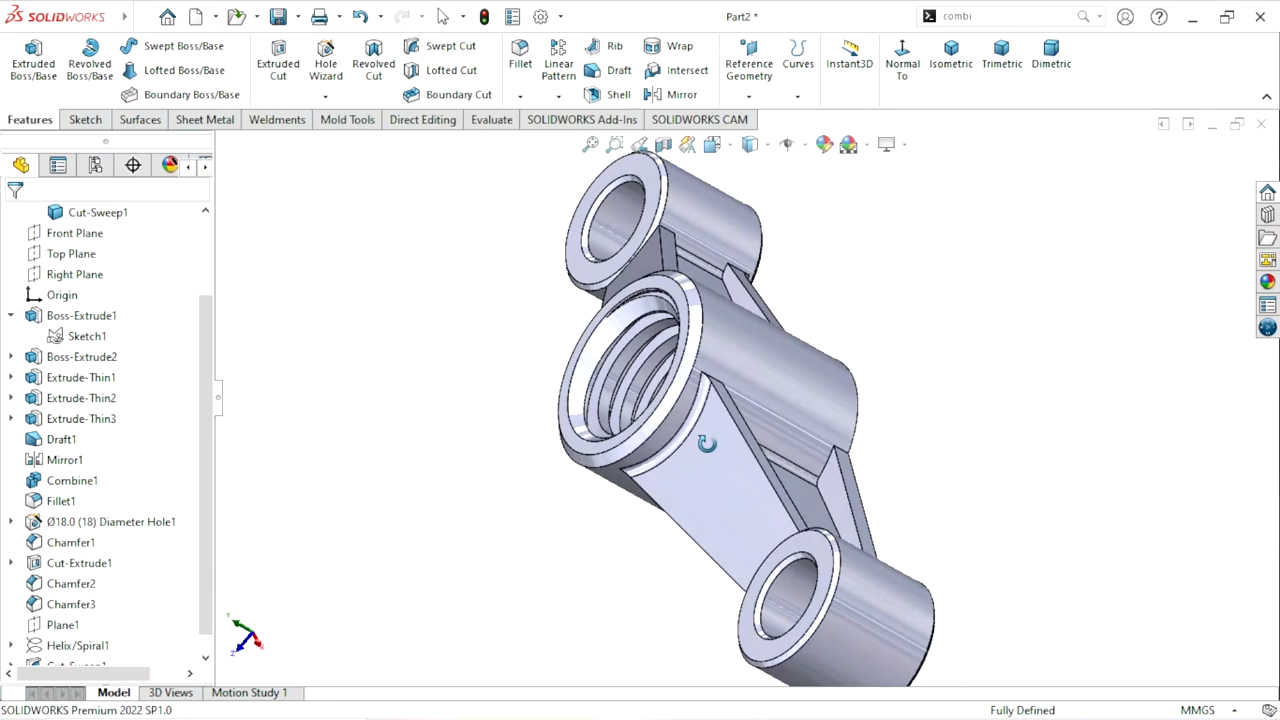 SOLIDWORKS
Part2 *
combi
Extruded Boss/Base
Revolved Boss/Base
Swept Boss/Base
Lofted Boss/Base
Boundary Boss/Base
Extruded Cut
Hole Wizard
Revolved Cut
Swept Cut
Lofted Cut
Boundary Cut
Fillet
Linear Pattern
Rib
Draft
Shell
Wrap
Intersect
Mirror
Reference Geometry
Curves
Instant3D
Normal To
Isometric
Trimetric
Dimetric
Features
Sketch
Surfaces
Sheet Metal
Weldments
Mold Tools
Direct Editing
Evaluate
SOLIDWORKS Add-Ins
SOLIDWORKS CAM
Cut-Sweep1
Front Plane
Top Plane
Right Plane
Origin
Boss-Extrude1
Sketch1
Boss-Extrude2
Extrude-Thin1
Extrude-Thin2
Extrude-Thin3
Draft1
Mirror1
Combine1
Fillet1
Ø18.0 (18) Diameter Hole1
Chamfer1
Cut-Extrude1
Chamfer2
Chamfer3
Plane1
Helix/Spiral1
Cut-Sweep1
Y
Z
Model
3D Views
Motion Study 1
SOLIDWORKS Premium 2022 SP1.0
Fully Defined
MMGS